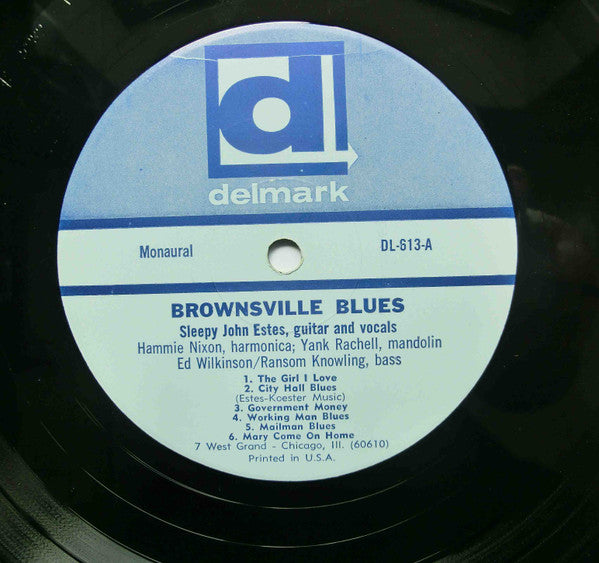 d
delmark
Monaural
DL-613-A
BROWNSVILLE BLUES
Sleepy John Estes, guitar and vocals
Hammie Nixon, harmonica; Yank Rachell, mandolin
Ed Wilkinson/Ransom Knowling, bass
1. The Girl I Love
2. City Hall Blues
(Estes-Koester Music)
3. Government Money
4. Working Man Blues
5. Mailman Blues
6. Mary Come On Home
7 West Grand - Chicago, Ill. (60610)
Printed in U.S.A.